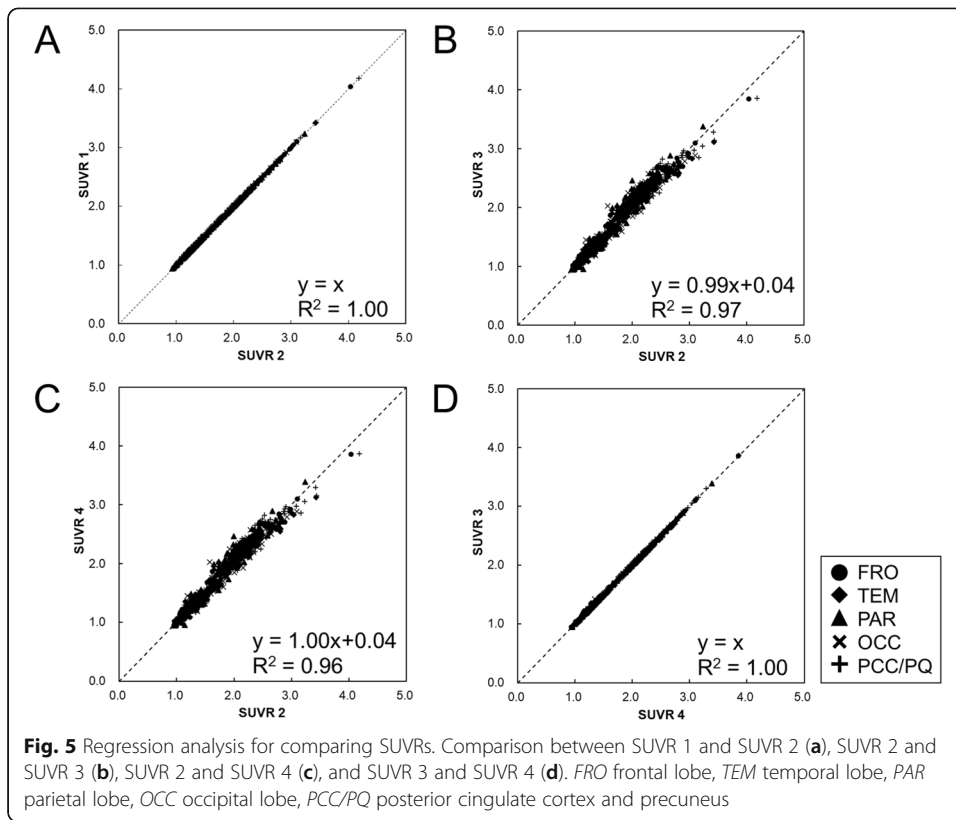 A
5.0
4.0
3.0
2.0
1.0
0.0
SUVR 1
y = x
R² = 1.00
0.0 1.0 2.0 3.0 4.0 5.0
SUVR 2
B
5.0
4.0
3.0
2.0
1.0
0.0
SUVR 3
y = 0.99x+0.04
R² = 0.97
0.0 1.0 2.0 3.0 4.0 5.0
SUVR 2
C
5.0
4.0
3.0
2.0
1.0
0.0
SUVR 4
y = 1.00x+0.04
R² = 0.96
0.0 1.0 2.0 3.0 4.0 5.0
SUVR 2
D
5.0
4.0
3.0
2.0
1.0
0.0
SUVR 3
y = x
R² = 1.00
0.0 1.0 2.0 3.0 4.0 5.0
SUVR 4
FRO
TEM
PAR
OCC
PCC/PQ
Fig. 5 Regression analysis for comparing SUVRs. Comparison between SUVR 1 and SUVR 2 (a), SUVR 2 and
SUVR 3 (b), SUVR 2 and SUVR 4 (c), and SUVR 3 and SUVR 4 (d). FRO frontal lobe, TEM temporal lobe, PAR
parietal lobe, OCC occipital lobe, PCC/PQ posterior cingulate cortex and precuneus